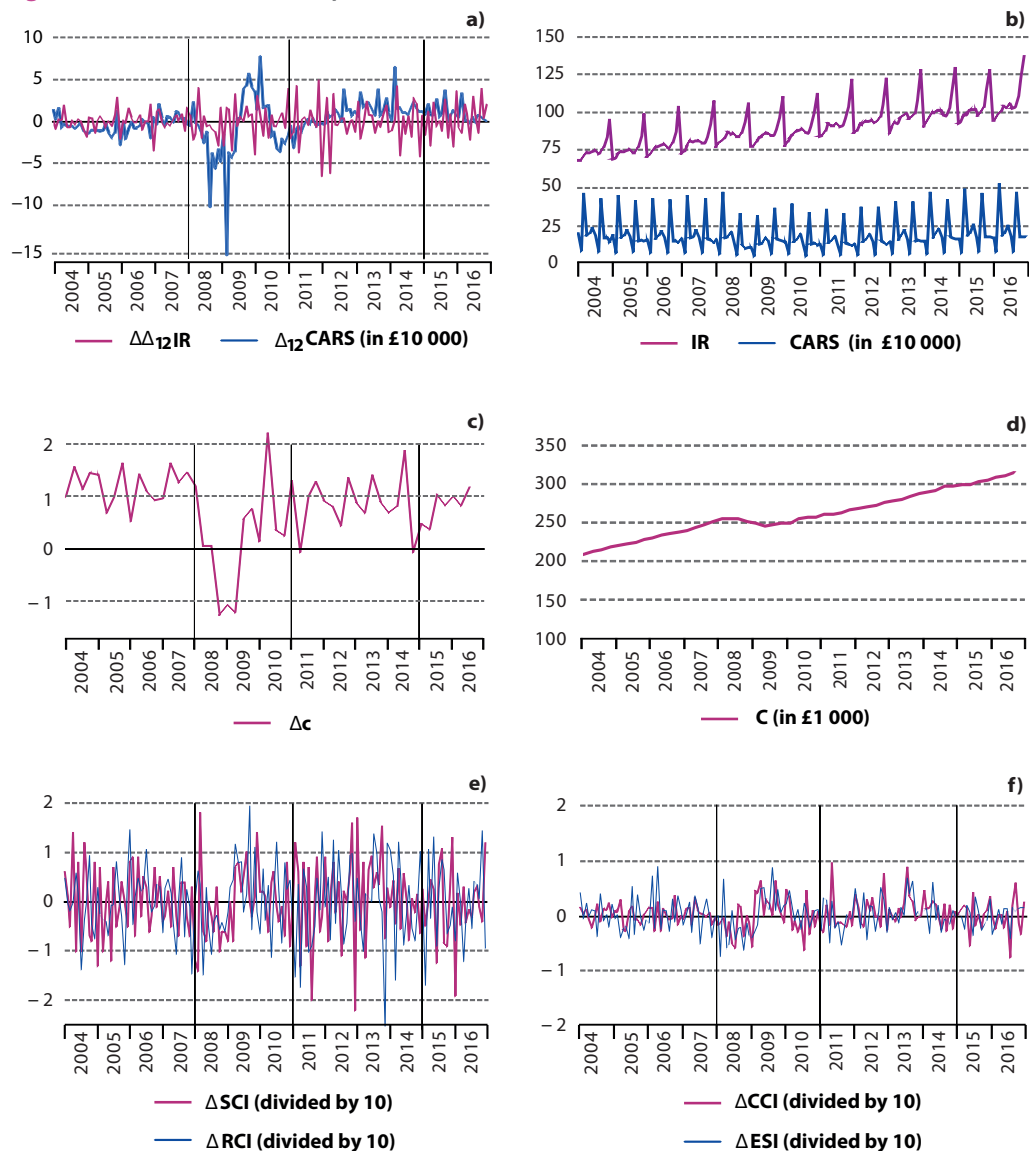 a)
10
5
0
−5
−10
−15
2004 2005 2006 2007 2008 2009 2010 2011 2012 2013 2014 2015 2016
ΔΔ12IR Δ12CARS (in £10 000)
b)
150
125
100
75
50
25
0
2004 2005 2006 2007 2008 2009 2010 2011 2012 2013 2014 2015 2016
IR CARS (in £10 000)
c)
2
1
0
−1
2004 2005 2006 2007 2008 2009 2010 2011 2012 2013 2014 2015 2016
Δc
d)
350
300
250
200
150
100
2004 2005 2006 2007 2008 2009 2010 2011 2012 2013 2014 2015 2016
C (in £1 000)
e)
2
1
0
−1
−2
2004 2005 2006 2007 2008 2009 2010 2011 2012 2013 2014 2015 2016
ΔSCI (divided by 10)
ΔRCI (divided by 10)
f)
2
1
0
−1
−2
2004 2005 2006 2007 2008 2009 2010 2011 2012 2013 2014 2015 2016
ΔCCI (divided by 10)
ΔESI (divided by 10)